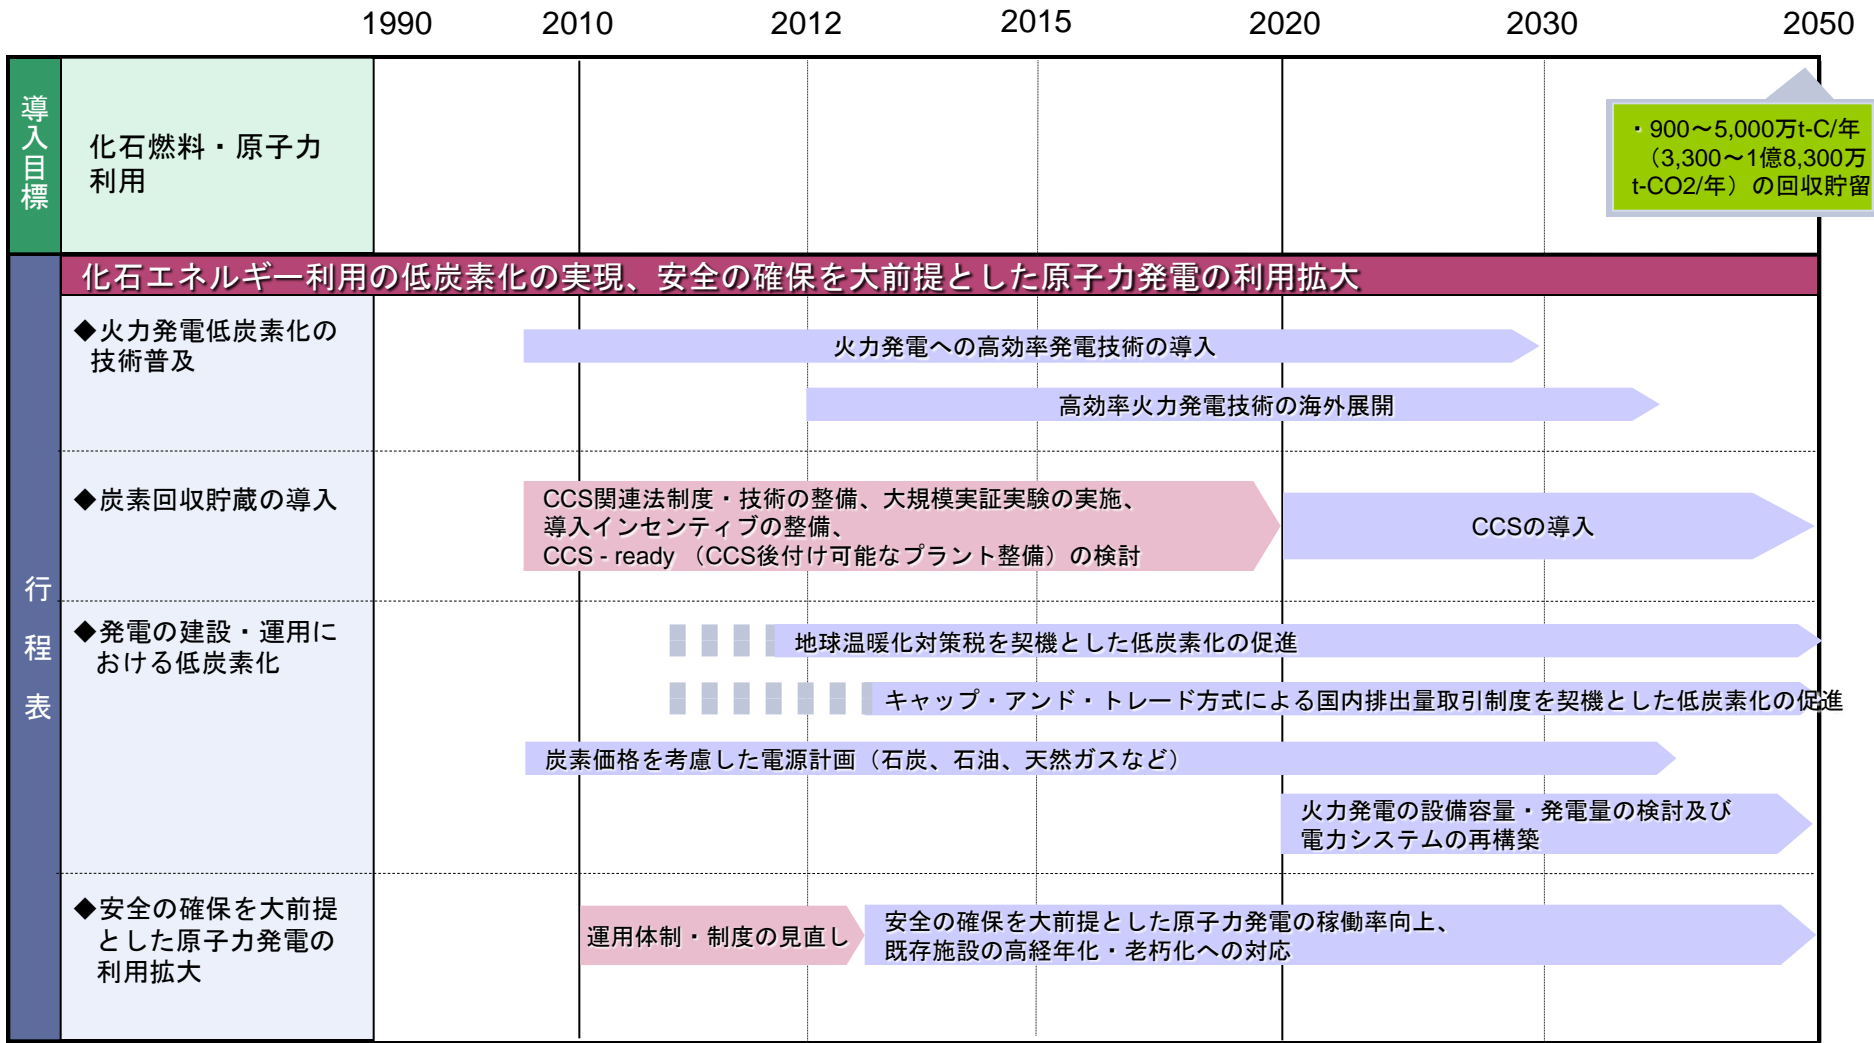 1990 2010 2012 2015 2020 2030 2050
導入目標
化石燃料・原子力
利用
・900～5,000万t-C/年
（3,300～1億8,300万
t-CO2/年）の回収貯留
行程表
化石エネルギー利用の低炭素化の実現、安全の確保を大前提とした原子力発電の利用拡大
◆火力発電低炭素化の
技術普及
火力発電への高効率発電技術の導入
高効率火力発電技術の海外展開
◆炭素回収貯蔵の導入
CCS関連法制度・技術の整備、大規模実証実験の実施、
導入インセンティブの整備、
CCS - ready （CCS後付け可能なプラント整備）の検討
CCSの導入
◆発電の建設・運用に
おける低炭素化
地球温暖化対策税を契機とした低炭素化の促進
キャップ・アンド・トレード方式による国内排出量取引制度を契機とした低炭素化の促進
炭素価格を考慮した電源計画（石炭、石油、天然ガスなど）
火力発電の設備容量・発電量の検討及び
電力システムの再構築
◆安全の確保を大前提
とした原子力発電の
利用拡大
運用体制・制度の見直し
安全の確保を大前提とした原子力発電の稼働率向上、
既存施設の高経年化・老朽化への対応